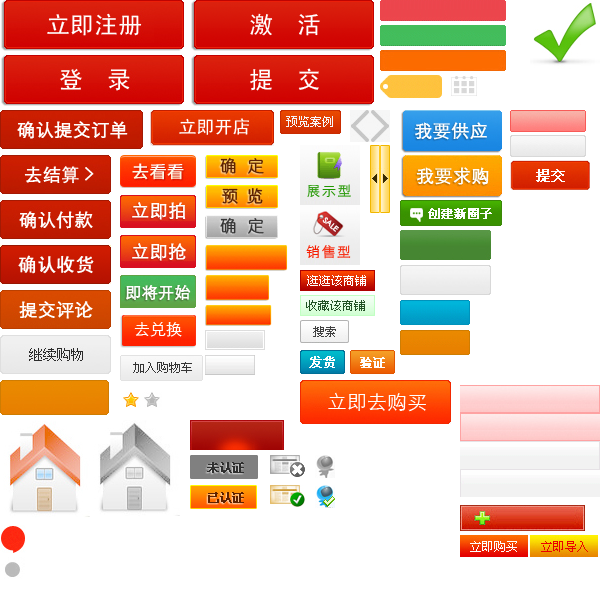 立即注册
激 活
登 录
提 交
确认提交订单
立即开店
预览案例
我要供应
去结算
去看看
确 定
展示型
我要求购
提交
确认付款
立即拍
预 览
SALE
销售型
创建新圈子
确 定
确认收货
立即抢
提交评论
即将开始
逛逛该商铺
收藏该商铺
继续购物
去兑换
搜索
加入购物车
发货
验证
立即去购买
未认证
已认证
立即购买
立即导入